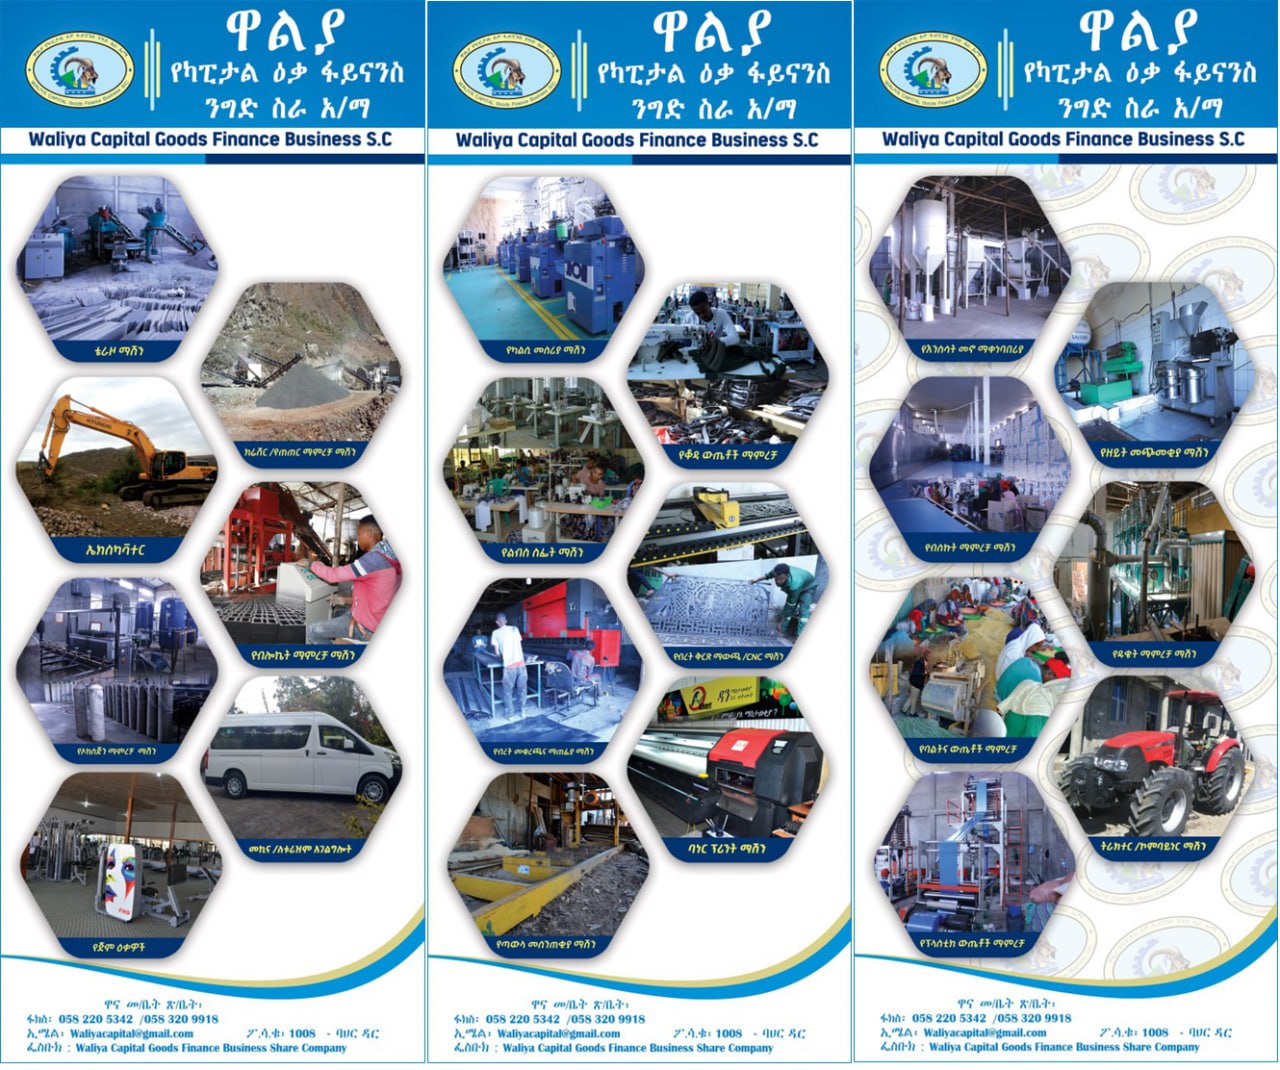 ዋልያ
የካፒታል ዕቃ ፋይናንስ
ንግድ ስራ አ/ማ
Waliya Capital Goods Finance Business S.C
ቴራዞ ማሽን
ክሬሸር /የጠጠር ማምረቻ ማሽን
HYUNDAI
ኤክስካቫተር
የብሎኬት ማምረቻ ማሽን
የኦክስጅን ማምረቻ ማሽን
መኪና /ለቱሪዝም አገልግሎት
የጅም ዕቃዎች
ዋና መ/ቤት ጽ/ቤት፡
ፋክስ: 058 220 5342 /058 320 9918
ኢሜል፡ Waliyacapital@gmail.com ፖ.ሳ.ቁ፡ 1008 - ባህር ዳር
ፌስቡክ : Waliya Capital Goods Finance Business Share Company
ዋልያ
የካፒታል ዕቃ ፋይናንስ
ንግድ ስራ አ/ማ
Waliya Capital Goods Finance Business S.C
የካልሲ መስሪያ ማሽን
የቆዳ ውጤቶች ማምረቻ
የልብስ ስፌት ማሽን
የብረት ቅርጽ ማውጫ /CNC ማሽን
የብረት መቁረጫና ማጠፊያ ማሽን
ባነር ፕሪንት ማሽን
የጣውላ መሰንጠቂያ ማሽን
ዋና መ/ቤት ጽ/ቤት፡
ፋክስ: 058 220 5342 /058 320 9918
ኢሜል፡ Waliyacapital@gmail.com ፖ.ሳ.ቁ፡ 1008 - ባህር ዳር
ፌስቡክ : Waliya Capital Goods Finance Business Share Company
ዋልያ
የካፒታል ዕቃ ፋይናንስ
ንግድ ስራ አ/ማ
Waliya Capital Goods Finance Business S.C
የእንስሳት መኖ ማቀነባበሪያ
የዘይት መጭመቂያ ማሽን
የብስኩት ማምረቻ ማሽን
የዱቄት ማምረቻ ማሽን
የባልትና ውጤቶች ማምረቻ
ትራክተር /ኮምባይነር ማሽን
የፕላስቲክ ውጤቶች ማምረቻ
ዋና መ/ቤት ጽ/ቤት፡
ፋክስ: 058 220 5342 /058 320 9918
ኢሜል፡ Waliyacapital@gmail.com ፖ.ሳ.ቁ፡ 1008 - ባህር ዳር
ፌስቡክ : Waliya Capital Goods Finance Business Share Company